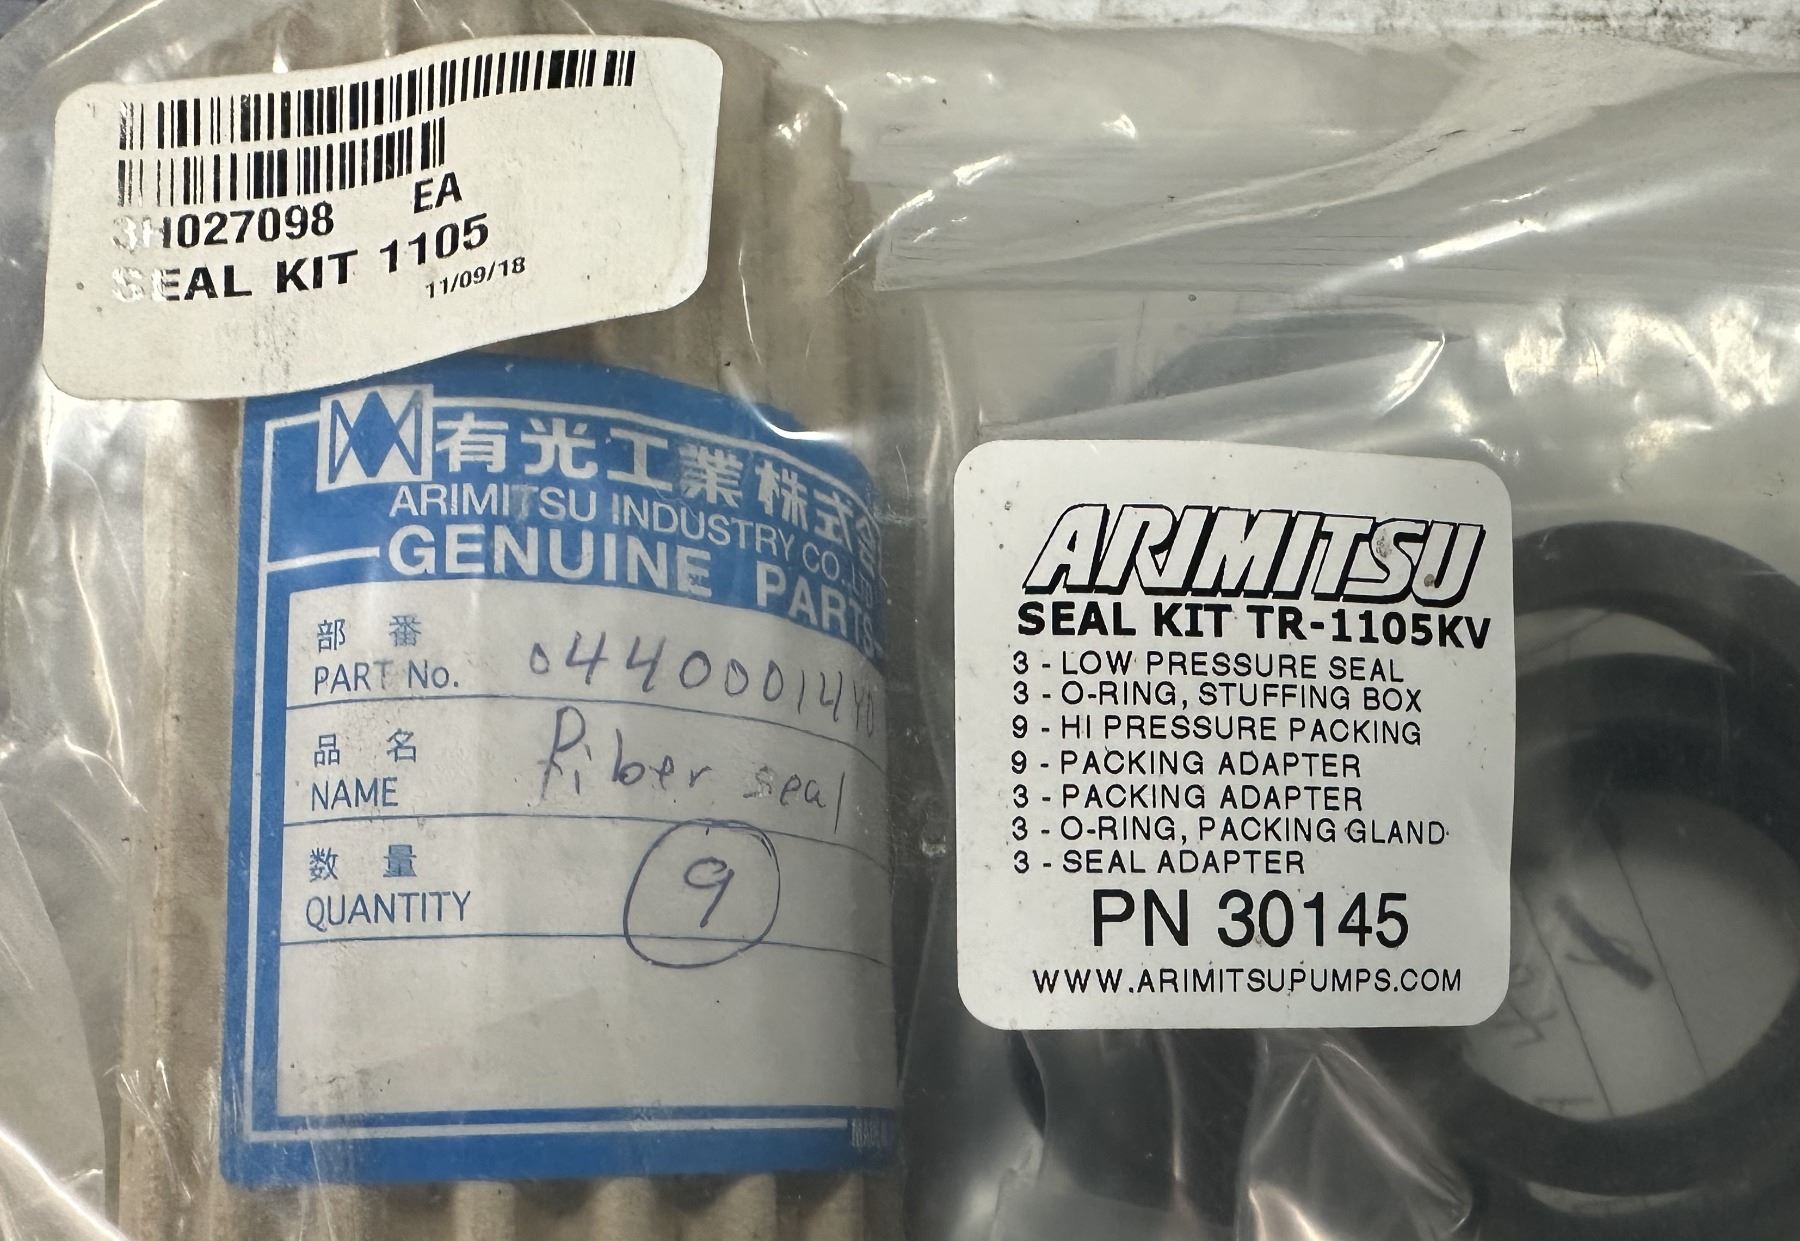 3H027098 EA
SEAL KIT 1105
11/09/18
有光工業株式会
ARIMITSU INDUSTRY CO., LTD
GENUINE PARTS
部 番
PART No. 0440001440
品 名
NAME Fiber seal
数 量
QUANTITY 9
ARIMITSU
SEAL KIT TR-1105KV
3 - LOW PRESSURE SEAL
3 - O-RING, STUFFING BOX
9 - HI PRESSURE PACKING
9 - PACKING ADAPTER
3 - PACKING ADAPTER
3 - O-RING, PACKING GLAND
3 - SEAL ADAPTER
PN 30145
WWW.ARIMITSUPUMPS.COM